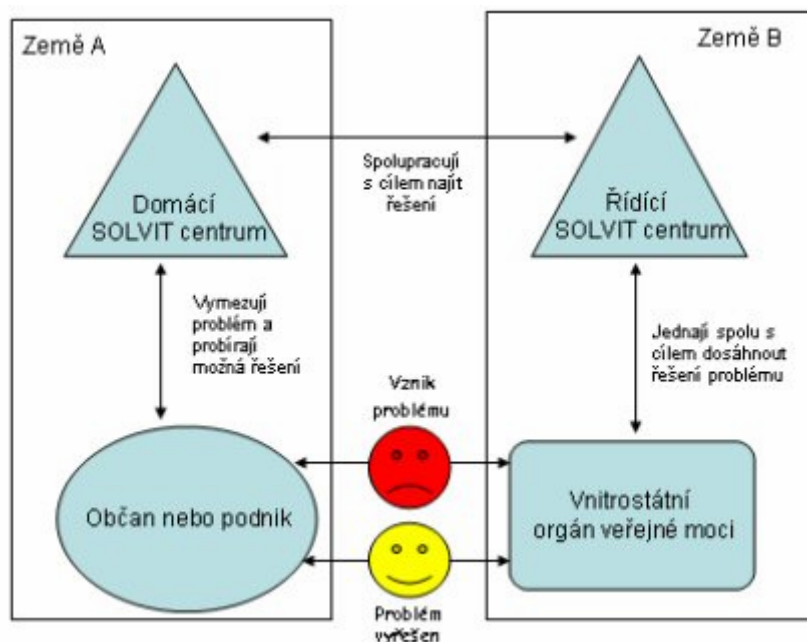 Země A
Země B
Domácí
SOLVIT centrum
Spolupracují
s cílem najít
řešení
Řídící
SOLVIT centrum
Vymezují
problém a
probírají
možná řešení
Jednají spolu s
cílem dosáhnout
řešení problému
Vznik
problému
Občan nebo podnik
Vnitrostátní
orgán veřejné moci
Problém
vyřešen